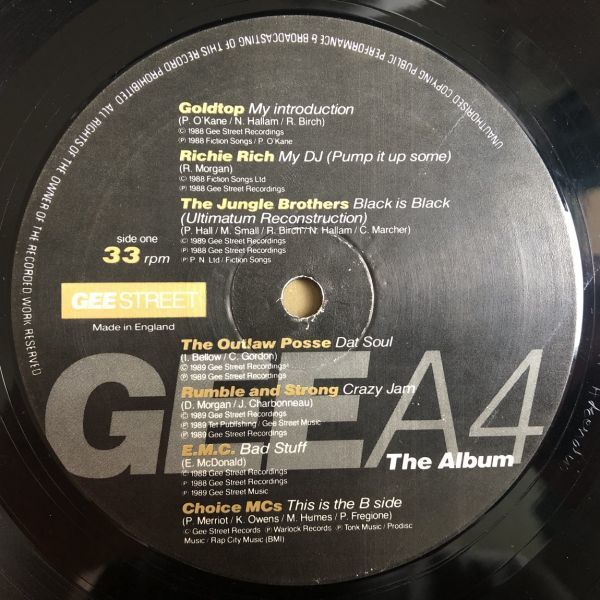 UNAUTHORISED COPYING PUBLIC PERFORMANCE & BROADCASTING OF THIS RECORD PROHIBITED ALL RIGHTS OF THE OWNER OF THE RECORDED WORK RESERVED
Goldtop My introduction
(P. O'Kane / N. Hallam / R. Birch)
© 1988 Gee Street Recordings
℗ 1988 Fiction Songs / P. O'Kane
Richie Rich My DJ (Pump it up some)
(R. Morgan)
© 1988 Fiction Songs Ltd
℗ 1988 Gee Street Recordings
The Jungle Brothers Black is Black
(Ultimatum Reconstruction)
(P. Hall / M. Small / R. Birch / N. Hallam / C. Marcher)
© 1989 Gee Street Recordings
℗ 1988 Gee Street Recordings
℗ P. N. Ltd / Fiction Songs
side one
33 rpm
GEE STREET
Made in England
The Outlaw Posse Dat Soul
(I. Bellow / C. Gordon)
© 1989 Gee Street Recordings
℗ 1989 Gee Street Recordings
Rumble and Strong Crazy Jam
(D. Morgan / J. Charbonneau)
© 1989 Gee Street Recordings
℗ 1989 Tet Publishing / Gee Street Music
E.M.C. Bad Stuff
(E. McDonald)
© 1988 Gee Street Recordings
℗ 1988 Gee Street Recordings
℗ 1989 Gee Street Music
Choice MCs This is the B side
(P. Merriot / K. Owens / M. Humes / P. Fregione)
© Gee Street Records ℗ Warlock Records ℗ Tonk Music / Prodisc
Music / Rap City Music (BMI)
GEEA4
The Album